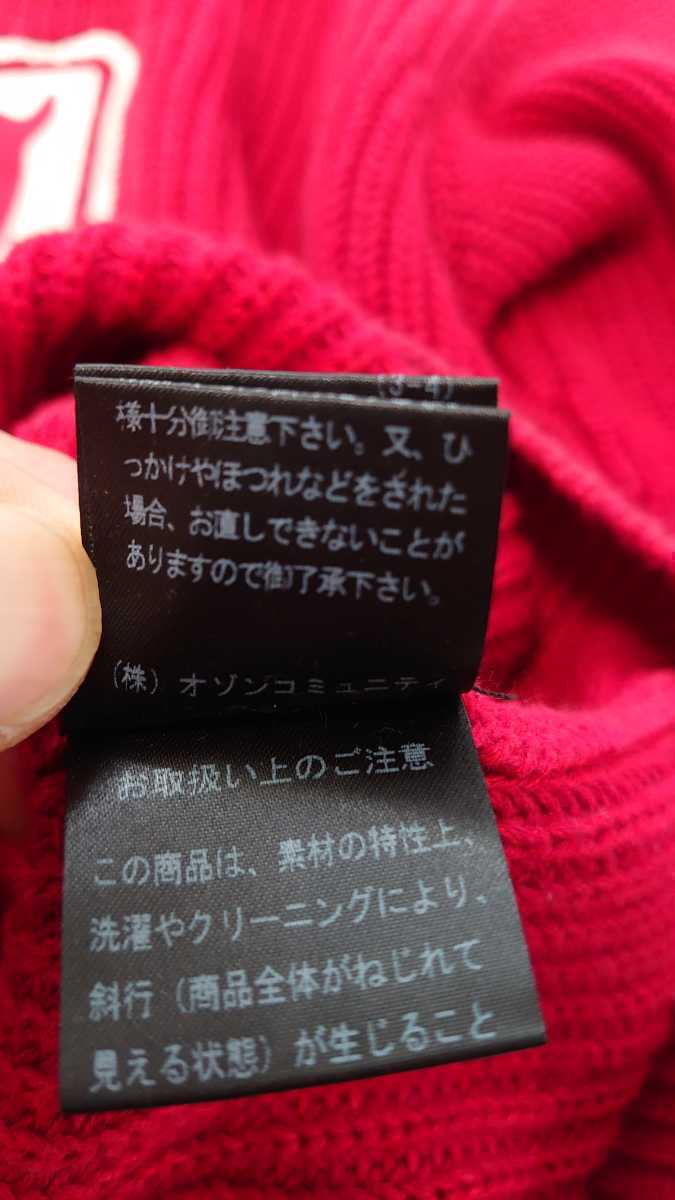 (3-4)
様十分御注意下さい。又、ひ
っかけやほつれなどをされた
場合、お直しできないことが
ありますので御了承下さい。
(株) オゾンコミュニティ
お取扱い上のご注意
この商品は、素材の特性上、
洗濯やクリーニングにより、
斜行(商品全体がねじれて
見える状態)が生じること